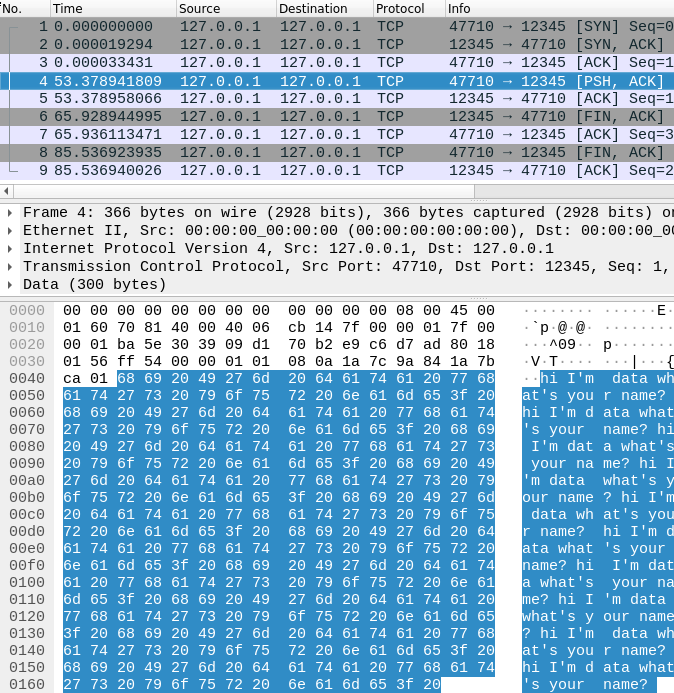 No. Time Source Destination Protocol Info
1 0.000000000 127.0.0.1 127.0.0.1 TCP 47710 → 12345 [SYN] Seq=0
2 0.000019294 127.0.0.1 127.0.0.1 TCP 12345 → 47710 [SYN, ACK]
3 0.000033431 127.0.0.1 127.0.0.1 TCP 47710 → 12345 [ACK] Seq=1
4 53.378941809 127.0.0.1 127.0.0.1 TCP 47710 → 12345 [PSH, ACK]
5 53.378958066 127.0.0.1 127.0.0.1 TCP 12345 → 47710 [ACK] Seq=1
6 65.928944995 127.0.0.1 127.0.0.1 TCP 47710 → 12345 [FIN, ACK]
7 65.936113471 127.0.0.1 127.0.0.1 TCP 12345 → 47710 [ACK] Seq=3
8 85.536923935 127.0.0.1 127.0.0.1 TCP 12345 → 47710 [FIN, ACK]
9 85.536940026 127.0.0.1 127.0.0.1 TCP 47710 → 12345 [ACK] Seq=2
Frame 4: 366 bytes on wire (2928 bits), 366 bytes captured (2928 bits) on
Ethernet II, Src: 00:00:00_00:00:00 (00:00:00:00:00:00), Dst: 00:00:00_00
Internet Protocol Version 4, Src: 127.0.0.1, Dst: 127.0.0.1
Transmission Control Protocol, Src Port: 47710, Dst Port: 12345, Seq: 1,
Data (300 bytes)
0000 00 00 00 00 00 00 00 00 00 00 00 00 08 00 45 00 ········ ······E
0010 01 60 70 81 40 00 40 06 cb 14 7f 00 00 01 7f 00 ·`p·@·@· ········
0020 00 01 ba 5e 30 39 09 d1 70 b2 e9 c6 d7 ad 80 18 ···^09·· p·······
0030 01 56 ff 54 00 00 01 01 08 0a 1a 7c 9a 84 1a 7b ·V·T···· ···|···{
0040 ca 01 68 69 20 49 27 6d 20 64 61 74 61 20 77 68 ··hi I'm data wh
0050 61 74 27 73 20 79 6f 75 72 20 6e 61 6d 65 3f 20 at's you r name?
0060 68 69 20 49 27 6d 20 64 61 74 61 20 77 68 61 74 hi I'm d ata what
0070 27 73 20 79 6f 75 72 20 6e 61 6d 65 3f 20 68 69 's your name? hi
0080 20 49 27 6d 20 64 61 74 61 20 77 68 61 74 27 73 I'm dat a what's
0090 20 79 6f 75 72 20 6e 61 6d 65 3f 20 68 69 20 49 your na me? hi I
00a0 27 6d 20 64 61 74 61 20 77 68 61 74 27 73 20 79 'm data what's y
00b0 6f 75 72 20 6e 61 6d 65 3f 20 68 69 20 49 27 6d our name ? hi I'm
00c0 20 64 61 74 61 20 77 68 61 74 27 73 20 79 6f 75 data wh at's you
00d0 72 20 6e 61 6d 65 3f 20 68 69 20 49 27 6d 20 64 r name? hi I'm d
00e0 61 74 61 20 77 68 61 74 27 73 20 79 6f 75 72 20 ata what 's your
00f0 6e 61 6d 65 3f 20 68 69 20 49 27 6d 20 64 61 74 name? hi I'm dat
0100 61 20 77 68 61 74 27 73 20 79 6f 75 72 20 6e 61 a what's your na
0110 6d 65 3f 20 68 69 20 49 27 6d 20 64 61 74 61 20 me? hi I 'm data
0120 77 68 61 74 27 73 20 79 6f 75 72 20 6e 61 6d 65 what's y our name
0130 3f 20 68 69 20 49 27 6d 20 64 61 74 61 20 77 68 ? hi I'm data wh
0140 61 74 27 73 20 79 6f 75 72 20 6e 61 6d 65 3f 20 at's you r name?
0150 68 69 20 49 27 6d 20 64 61 74 61 20 77 68 61 74 hi I'm d ata what
0160 27 73 20 79 6f 75 72 20 6e 61 6d 65 3f 20 's your name?